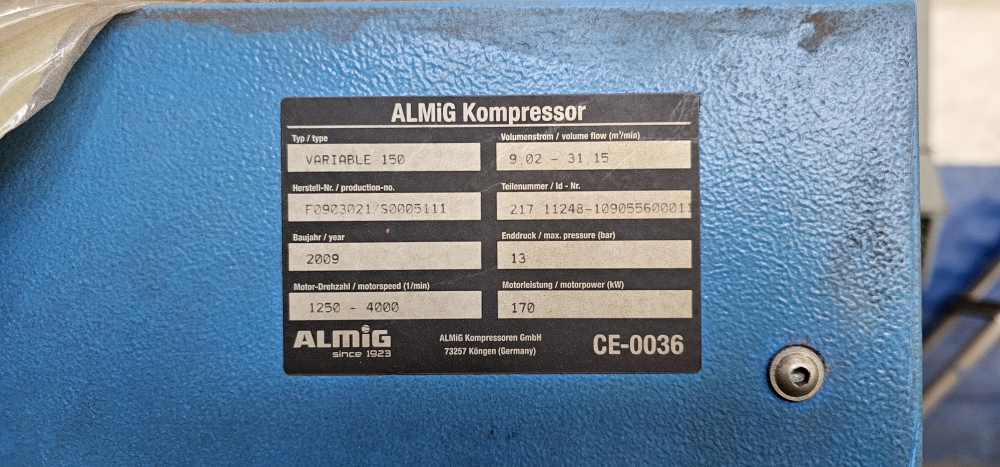 ALMiG Kompressor
Typ / type
VARIABLE 150
Volumenstrom / volume flow (m³/min)
9.02 - 31.15
Herstell-Nr. / production-no.
F0903021/S0005111
Teilenummer / Id - Nr.
217.11248-109055600011
Baujahr / year
2009
Enddruck / max. pressure (bar)
13
Motor-Drehzahl / motorspeed (1/min)
1250 - 4000
Motorleistung / motorpower (kW)
170
ALMiG
since 1923
ALMiG Kompressoren GmbH
73257 Köngen (Germany)
CE-0036